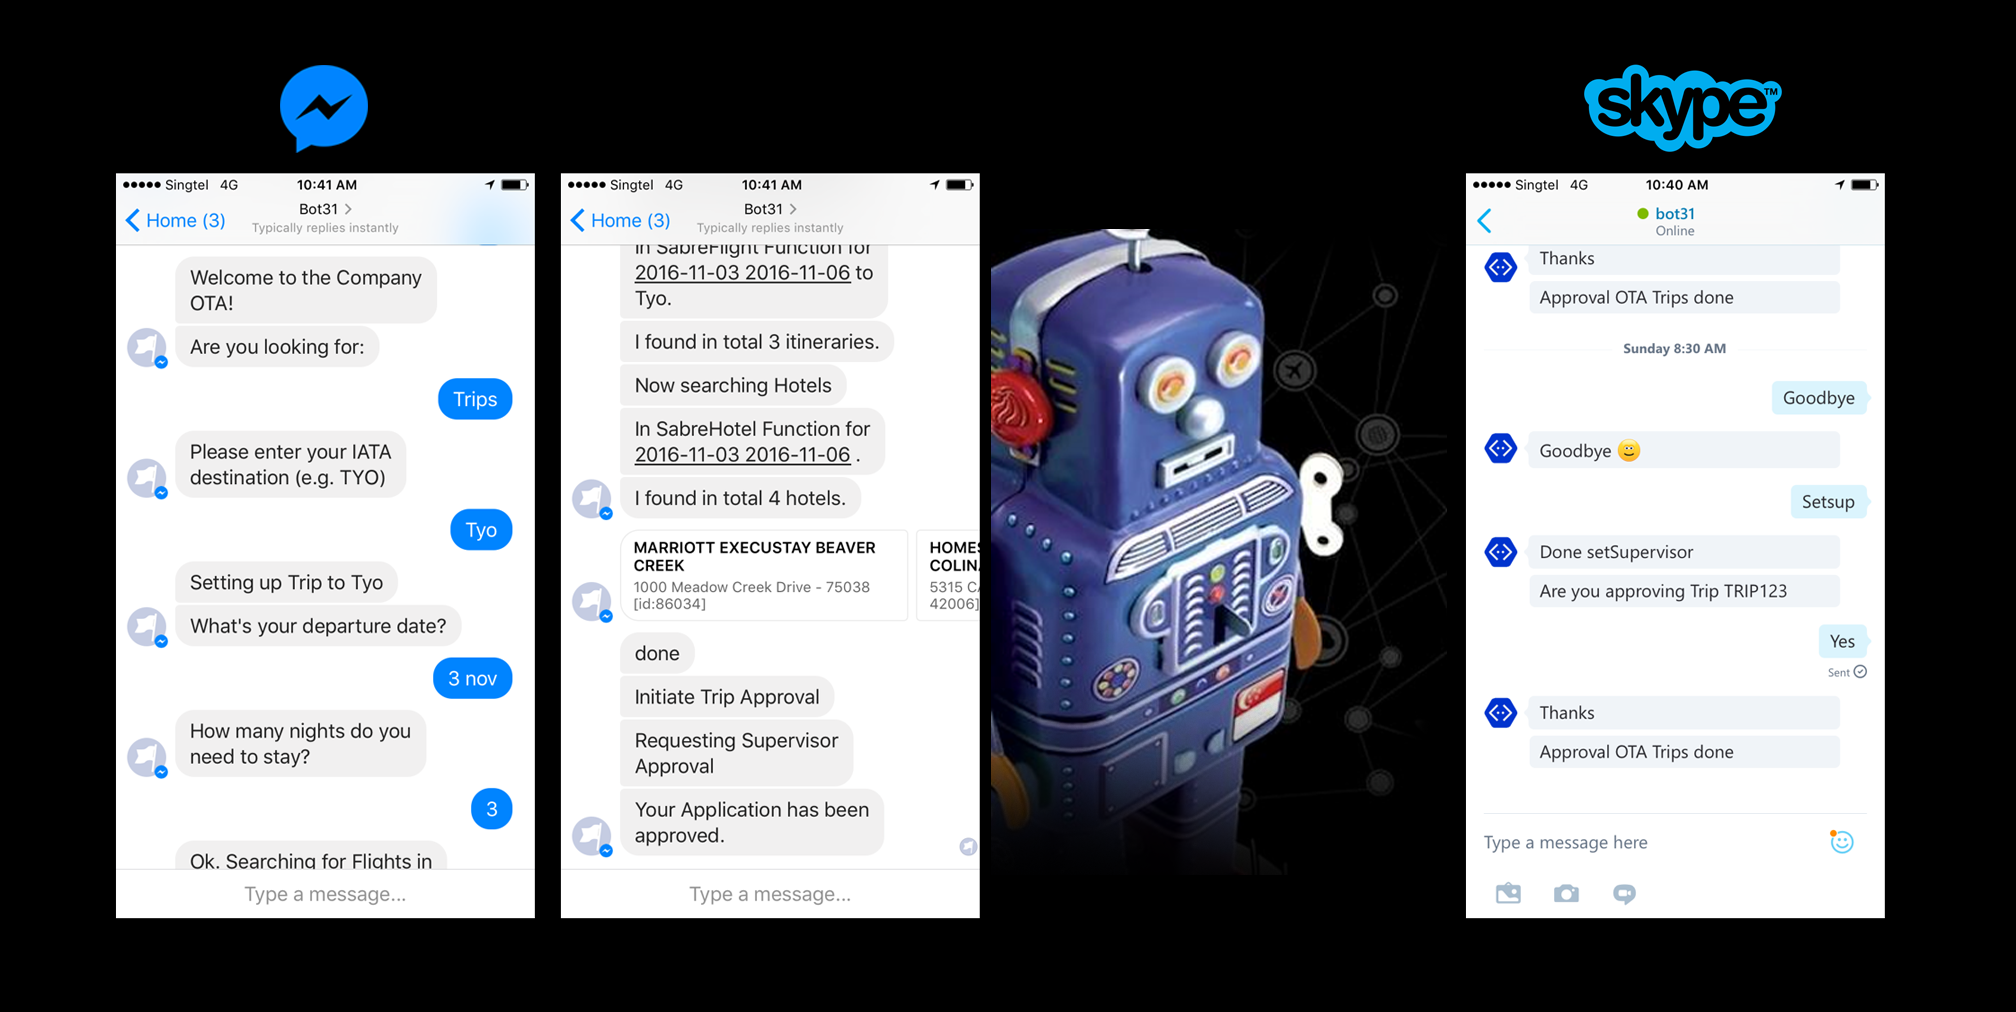 Singtel 4G 10:41 AM
Home (3)
Bot31
Typically replies instantly
Welcome to the Company
OTA!
Are you looking for:
Trips
Please enter your IATA
destination (e.g. TYO)
Tyo
Setting up Trip to Tyo
What's your departure date?
3 nov
How many nights do you
need to stay?
3
Ok. Searching for Flights in
Type a message...
Singtel 4G 10:41 AM
Home (3)
Bot31
Typically replies instantly
In SabreFlight Function for
2016-11-03 2016-11-06 to
Tyo.
I found in total 3 itineraries.
Now searching Hotels
In SabreHotel Function for
2016-11-03 2016-11-06 .
I found in total 4 hotels.
MARRIOTT EXECUSTAY BEAVER
CREEK
1000 Meadow Creek Drive - 75038
[id:86034]
HOMES
COLIN
5315 C
42006]
done
Initiate Trip Approval
Requesting Supervisor
Approval
Your Application has been
approved.
Type a message...
skype™
Singtel 4G 10:40 AM
bot31
Online
Thanks
Approval OTA Trips done
Sunday 8:30 AM
Goodbye
Goodbye
Setsup
Done setSupervisor
Are you approving Trip TRIP123
Yes
Sent
Thanks
Approval OTA Trips done
Type a message here